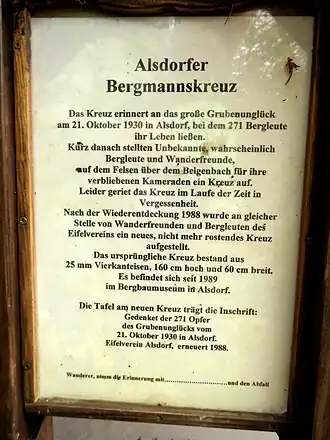 Alsdorfer
Bergmannskreuz
Das Kreuz erinnert an das große Grubenunglück
am 21. Oktober 1930 in Alsdorf, bei dem 271 Bergleute
ihr Leben ließen.
Kurz danach stellten Unbekannte, wahrscheinlich
Bergleute und Wanderfreunde,
auf dem Felsen über dem Belgenbach für ihre
verbliebenen Kameraden ein Kreuz auf.
Leider geriet das Kreuz im Laufe der Zeit in
Vergessenheit.
Nach der Wiederentdeckung 1988 wurde an gleicher
Stelle von Wanderfreunden und Bergleuten des
Eifelvereins ein neues, nicht mehr rostendes Kreuz
aufgestellt.
Das ursprüngliche Kreuz bestand aus
25 mm Vierkanteisen, 160 cm hoch und 60 cm breit.
Es befindet sich seit 1989
im Bergbaumuseum in Alsdorf.
Die Tafel am neuen Kreuz trägt die Inschrift:
Gedenket der 271 Opfer
des Grubenunglücks vom
21. Oktober 1930 in Alsdorf.
Eifelverein Alsdorf, erneuert 1988.
Wanderer, nimm die Erinnerung mit..........................und den Abfall